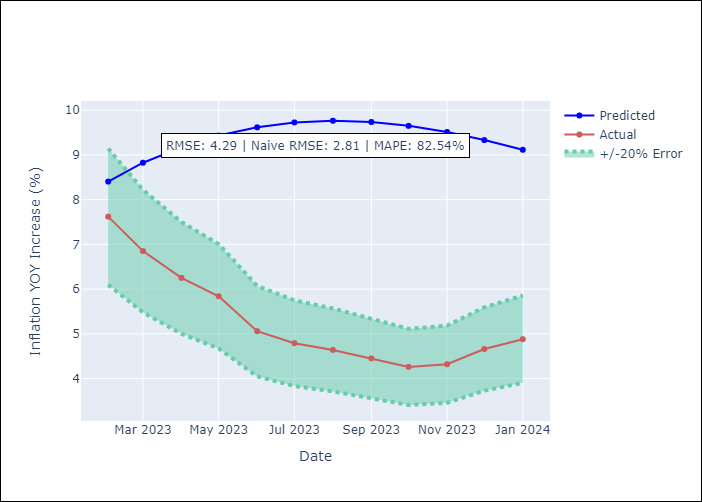 10
9
8
7
6
5
4
Inflation YOY Increase (%)
RMSE: 4.29 | Naive RMSE: 2.81 | MAPE: 82.54%
Predicted
Actual
+/-20% Error
Mar 2023
May 2023
Jul 2023
Sep 2023
Nov 2023
Jan 2024
Date